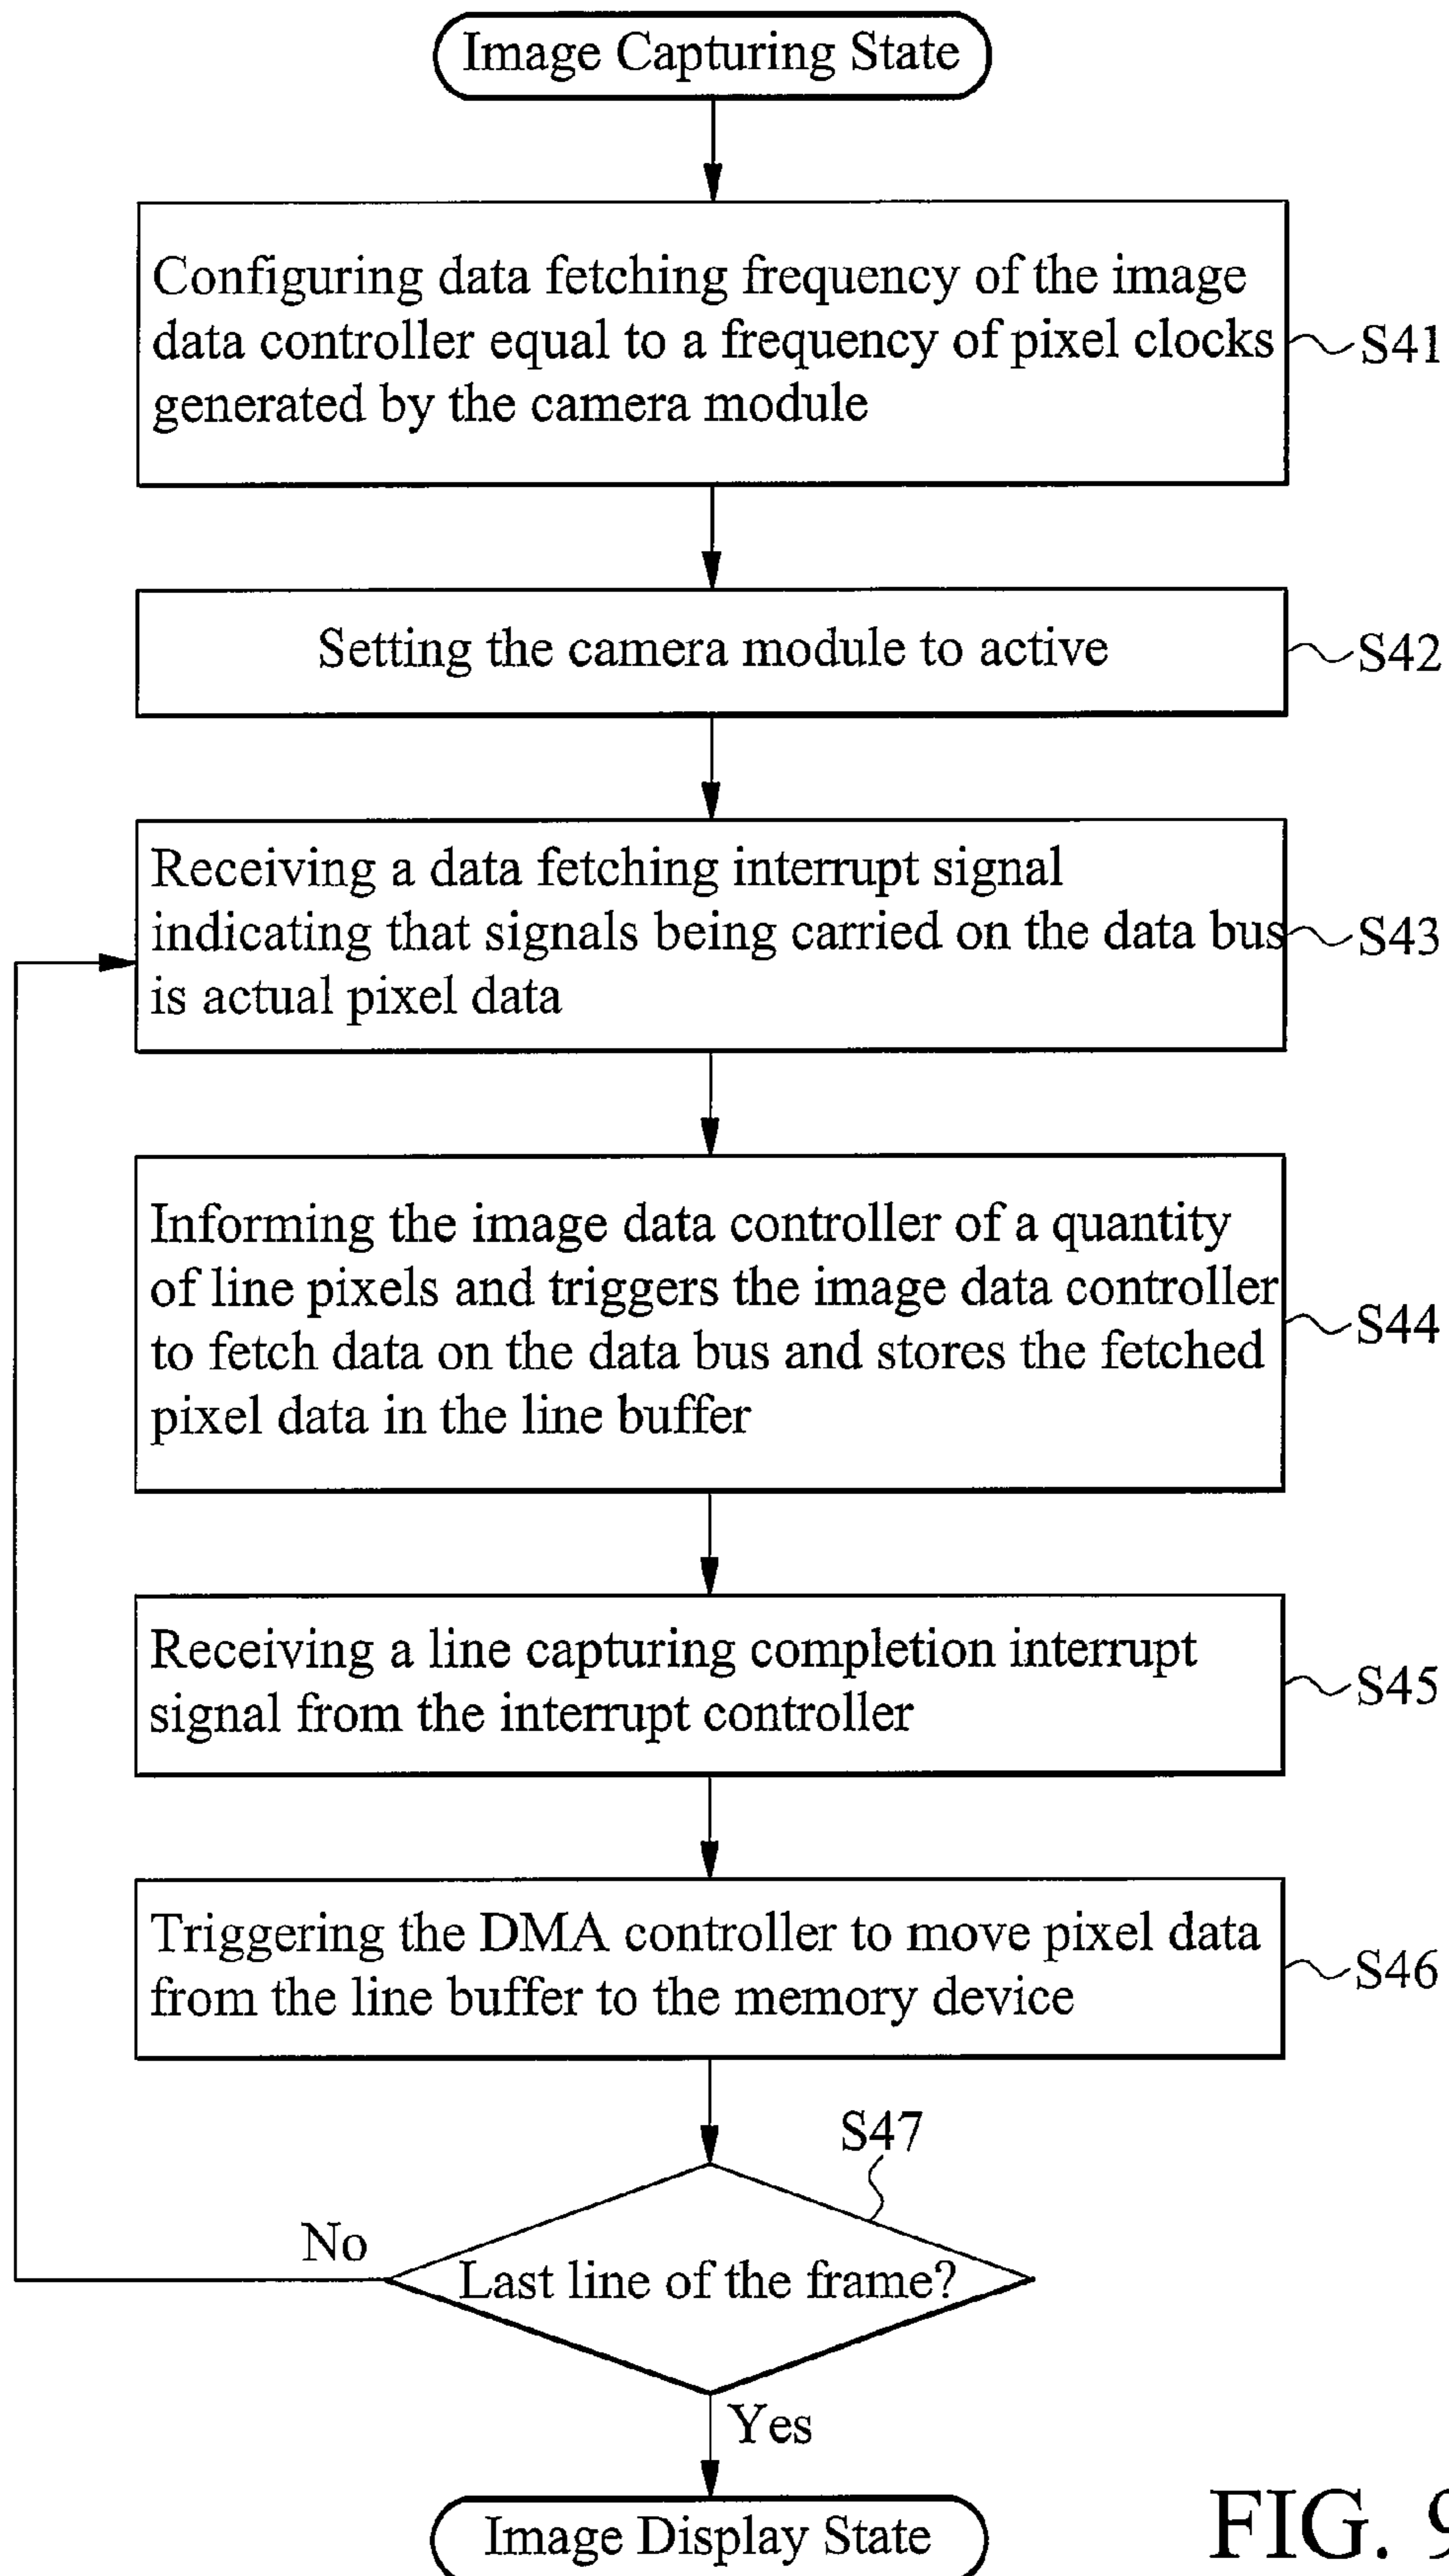 Image Capturing State
Configuring data fetching frequency of the image
data controller equal to a frequency of pixel clocks
generated by the camera module
S41
Setting the camera module to active
S42
Receiving a data fetching interrupt signal
indicating that signals being carried on the data bus
is actual pixel data
S43
Informing the image data controller of a quantity
of line pixels and triggers the image data controller
to fetch data on the data bus and stores the fetched
pixel data in the line buffer
S44
Receiving a line capturing completion interrupt
signal from the interrupt controller
S45
Triggering the DMA controller to move pixel data
from the line buffer to the memory device
S46
S47
No
Last line of the frame?
Yes
Image Display State
FIG. 9